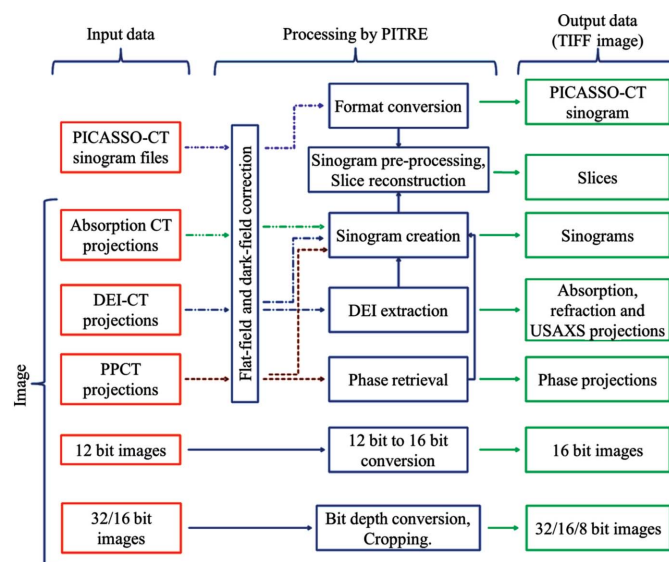 Input data
Processing by PITRE
Output data
(TIFF image)
PICASSO-CT
sinogram files
Flat-field and dark-field correction
Format conversion
PICASSO-CT
sinogram
Sinogram pre-processing,
Slice reconstruction
Slices
Image
Absorption CT
projections
Sinogram creation
Sinograms
DEI-CT
projections
DEI extraction
Absorption,
refraction and
USAXS projections
PPCT
projections
Phase retrieval
Phase projections
12 bit images
12 bit to 16 bit
conversion
16 bit images
32/16 bit
images
Bit depth conversion,
Cropping.
32/16/8 bit images